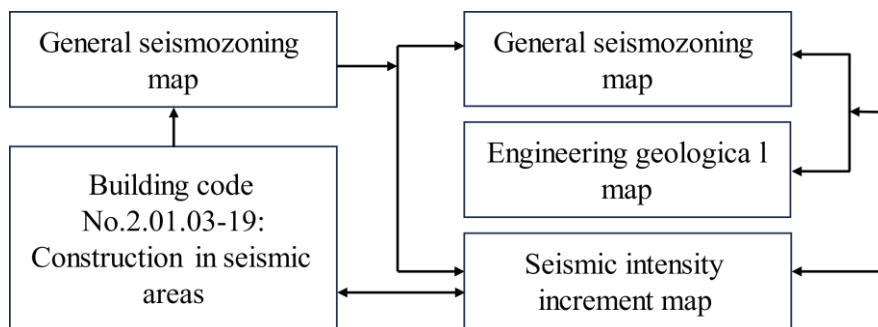 General seismozoning
map
Building code
No.2.01.03-19:
Construction in seismic
areas
General seismozoning
map
Engineering geologica l
map
Seismic intensity
increment map